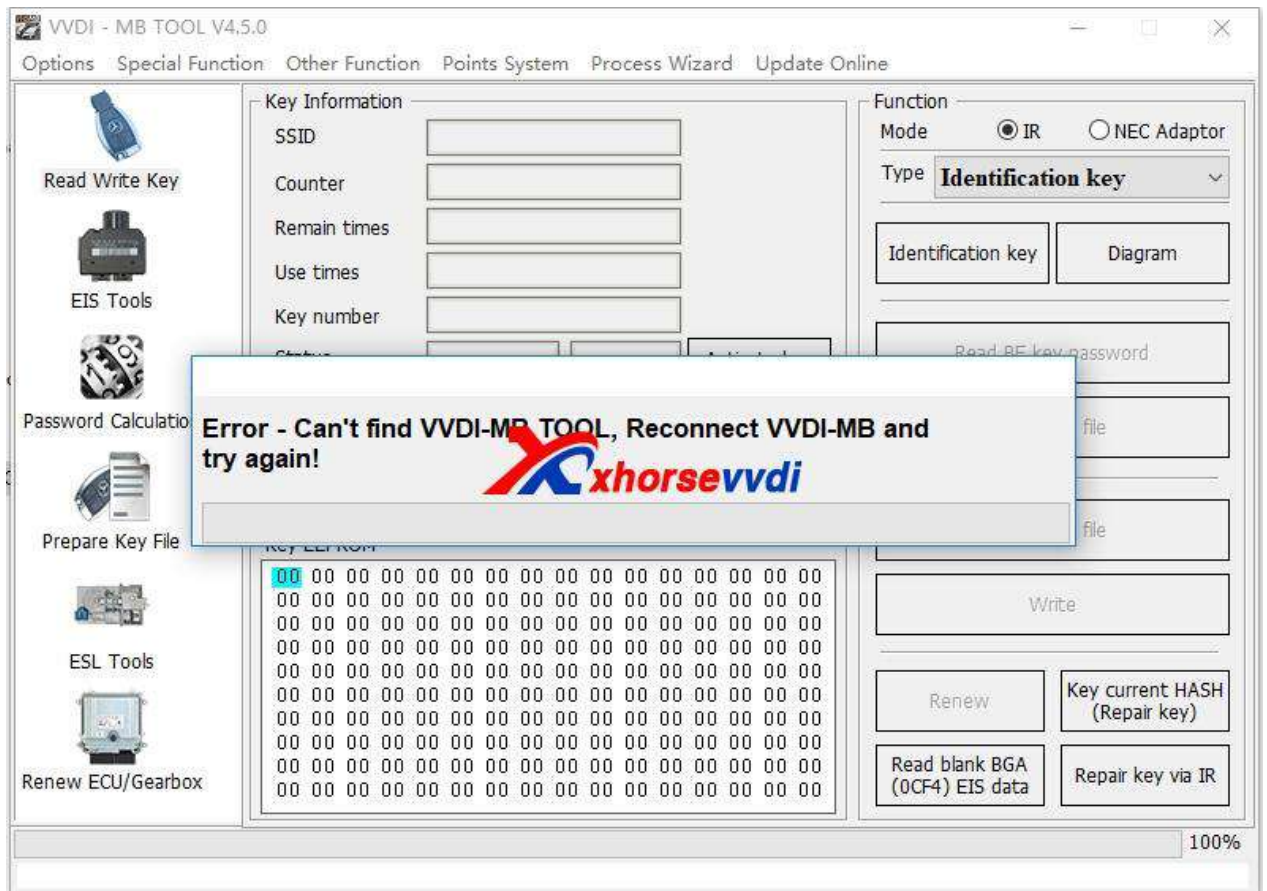 VVDI - MB TOOL V4.5.0
Options Special Function Other Function Points System Process Wizard Update Online
Read Write Key
EIS Tools
Password Calculatio
Prepare Key File
ESL Tools
Renew ECU/Gearbox
Key Information
SSID
Counter
Remain times
Use times
Key number
Status
Error - Can't find VVDI-MB TOOL, Reconnect VVDI-MB and
try again!
xhorsevvdi
Key EEPROM
00 00 00 00 00 00 00 00 00 00 00 00 00 00 00 00
00 00 00 00 00 00 00 00 00 00 00 00 00 00 00 00
00 00 00 00 00 00 00 00 00 00 00 00 00 00 00 00
00 00 00 00 00 00 00 00 00 00 00 00 00 00 00 00
00 00 00 00 00 00 00 00 00 00 00 00 00 00 00 00
00 00 00 00 00 00 00 00 00 00 00 00 00 00 00 00
00 00 00 00 00 00 00 00 00 00 00 00 00 00 00 00
00 00 00 00 00 00 00 00 00 00 00 00 00 00 00 00
00 00 00 00 00 00 00 00 00 00 00 00 00 00 00 00
00 00 00 00 00 00 00 00 00 00 00 00 00 00 00 00
Function
Mode IR NEC Adaptor
Type Identification key
Identification key
Diagram
Read BE key password
file
file
Write
Renew
Key current HASH
(Repair key)
Read blank BGA
(0CF4) EIS data
Repair key via IR
100%